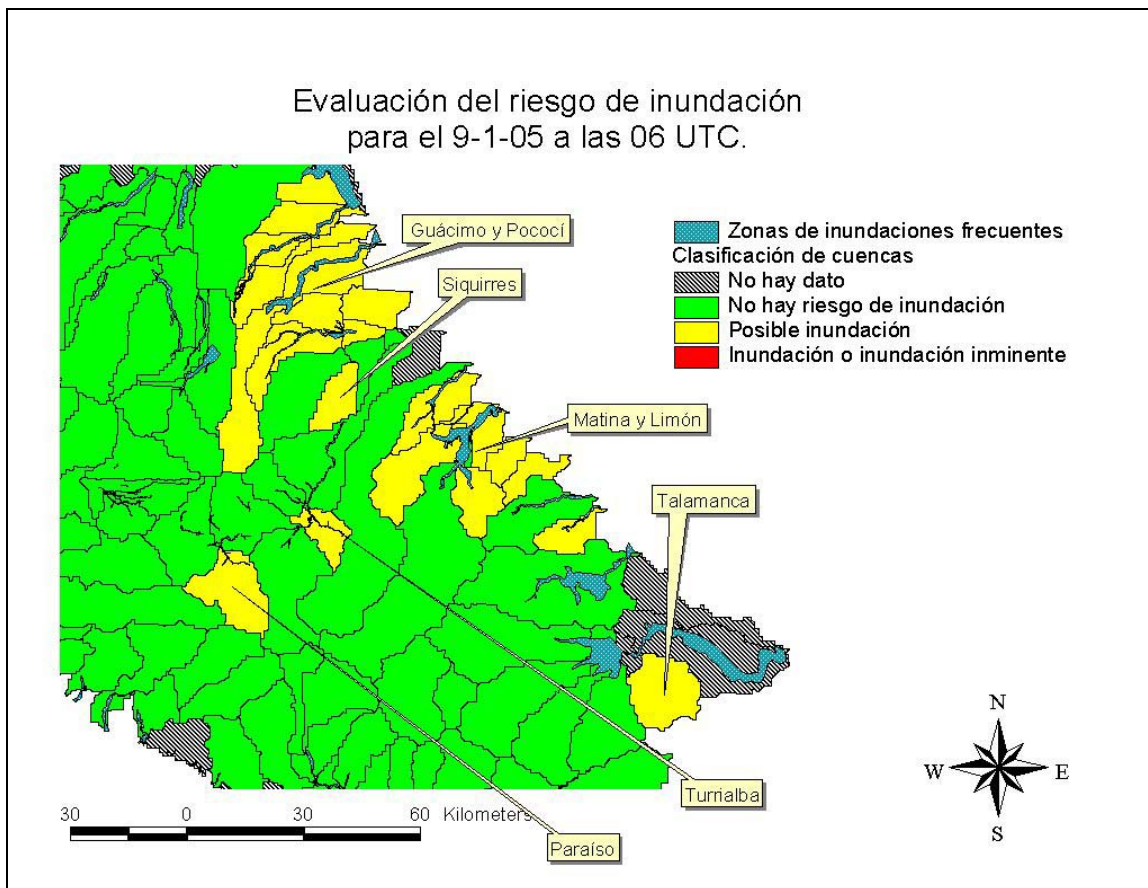 Evaluación del riesgo de inundación
para el 9-1-05 a las 06 UTC.
Guácimo y Pococí
Siquirres
Matina y Limón
Talamanca
Turrialba
Paraíso
Zonas de inundaciones frecuentes
Clasificación de cuencas
No hay dato
No hay riesgo de inundación
Posible inundación
Inundación o inundación inminente
N
W E
S
30 0 30 60 Kilometers